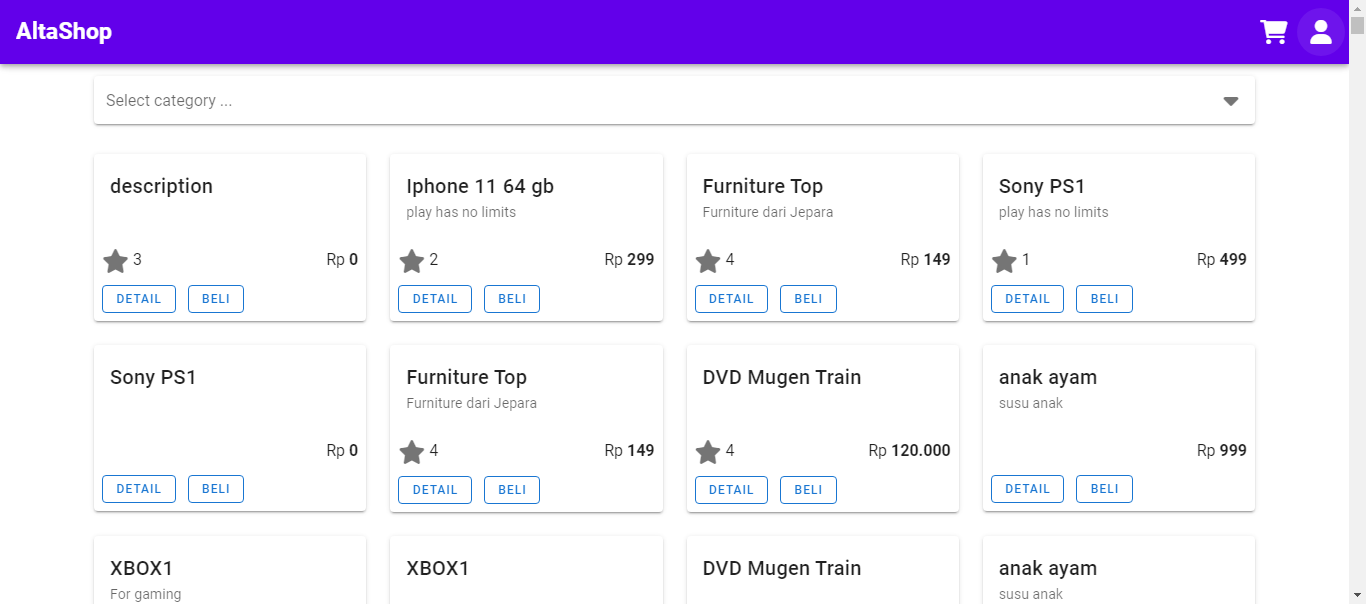 AltaShop
Select category ...
description
3 Rp 0
DETAIL BELI
Iphone 11 64 gb
play has no limits
2 Rp 299
DETAIL BELI
Furniture Top
Furniture dari Jepara
4 Rp 149
DETAIL BELI
Sony PS1
play has no limits
1 Rp 499
DETAIL BELI
Sony PS1
Rp 0
DETAIL BELI
Furniture Top
Furniture dari Jepara
4 Rp 149
DETAIL BELI
DVD Mugen Train
4 Rp 120.000
DETAIL BELI
anak ayam
susu anak
Rp 999
DETAIL BELI
XBOX1
For gaming
XBOX1
DVD Mugen Train
anak ayam
susu anak